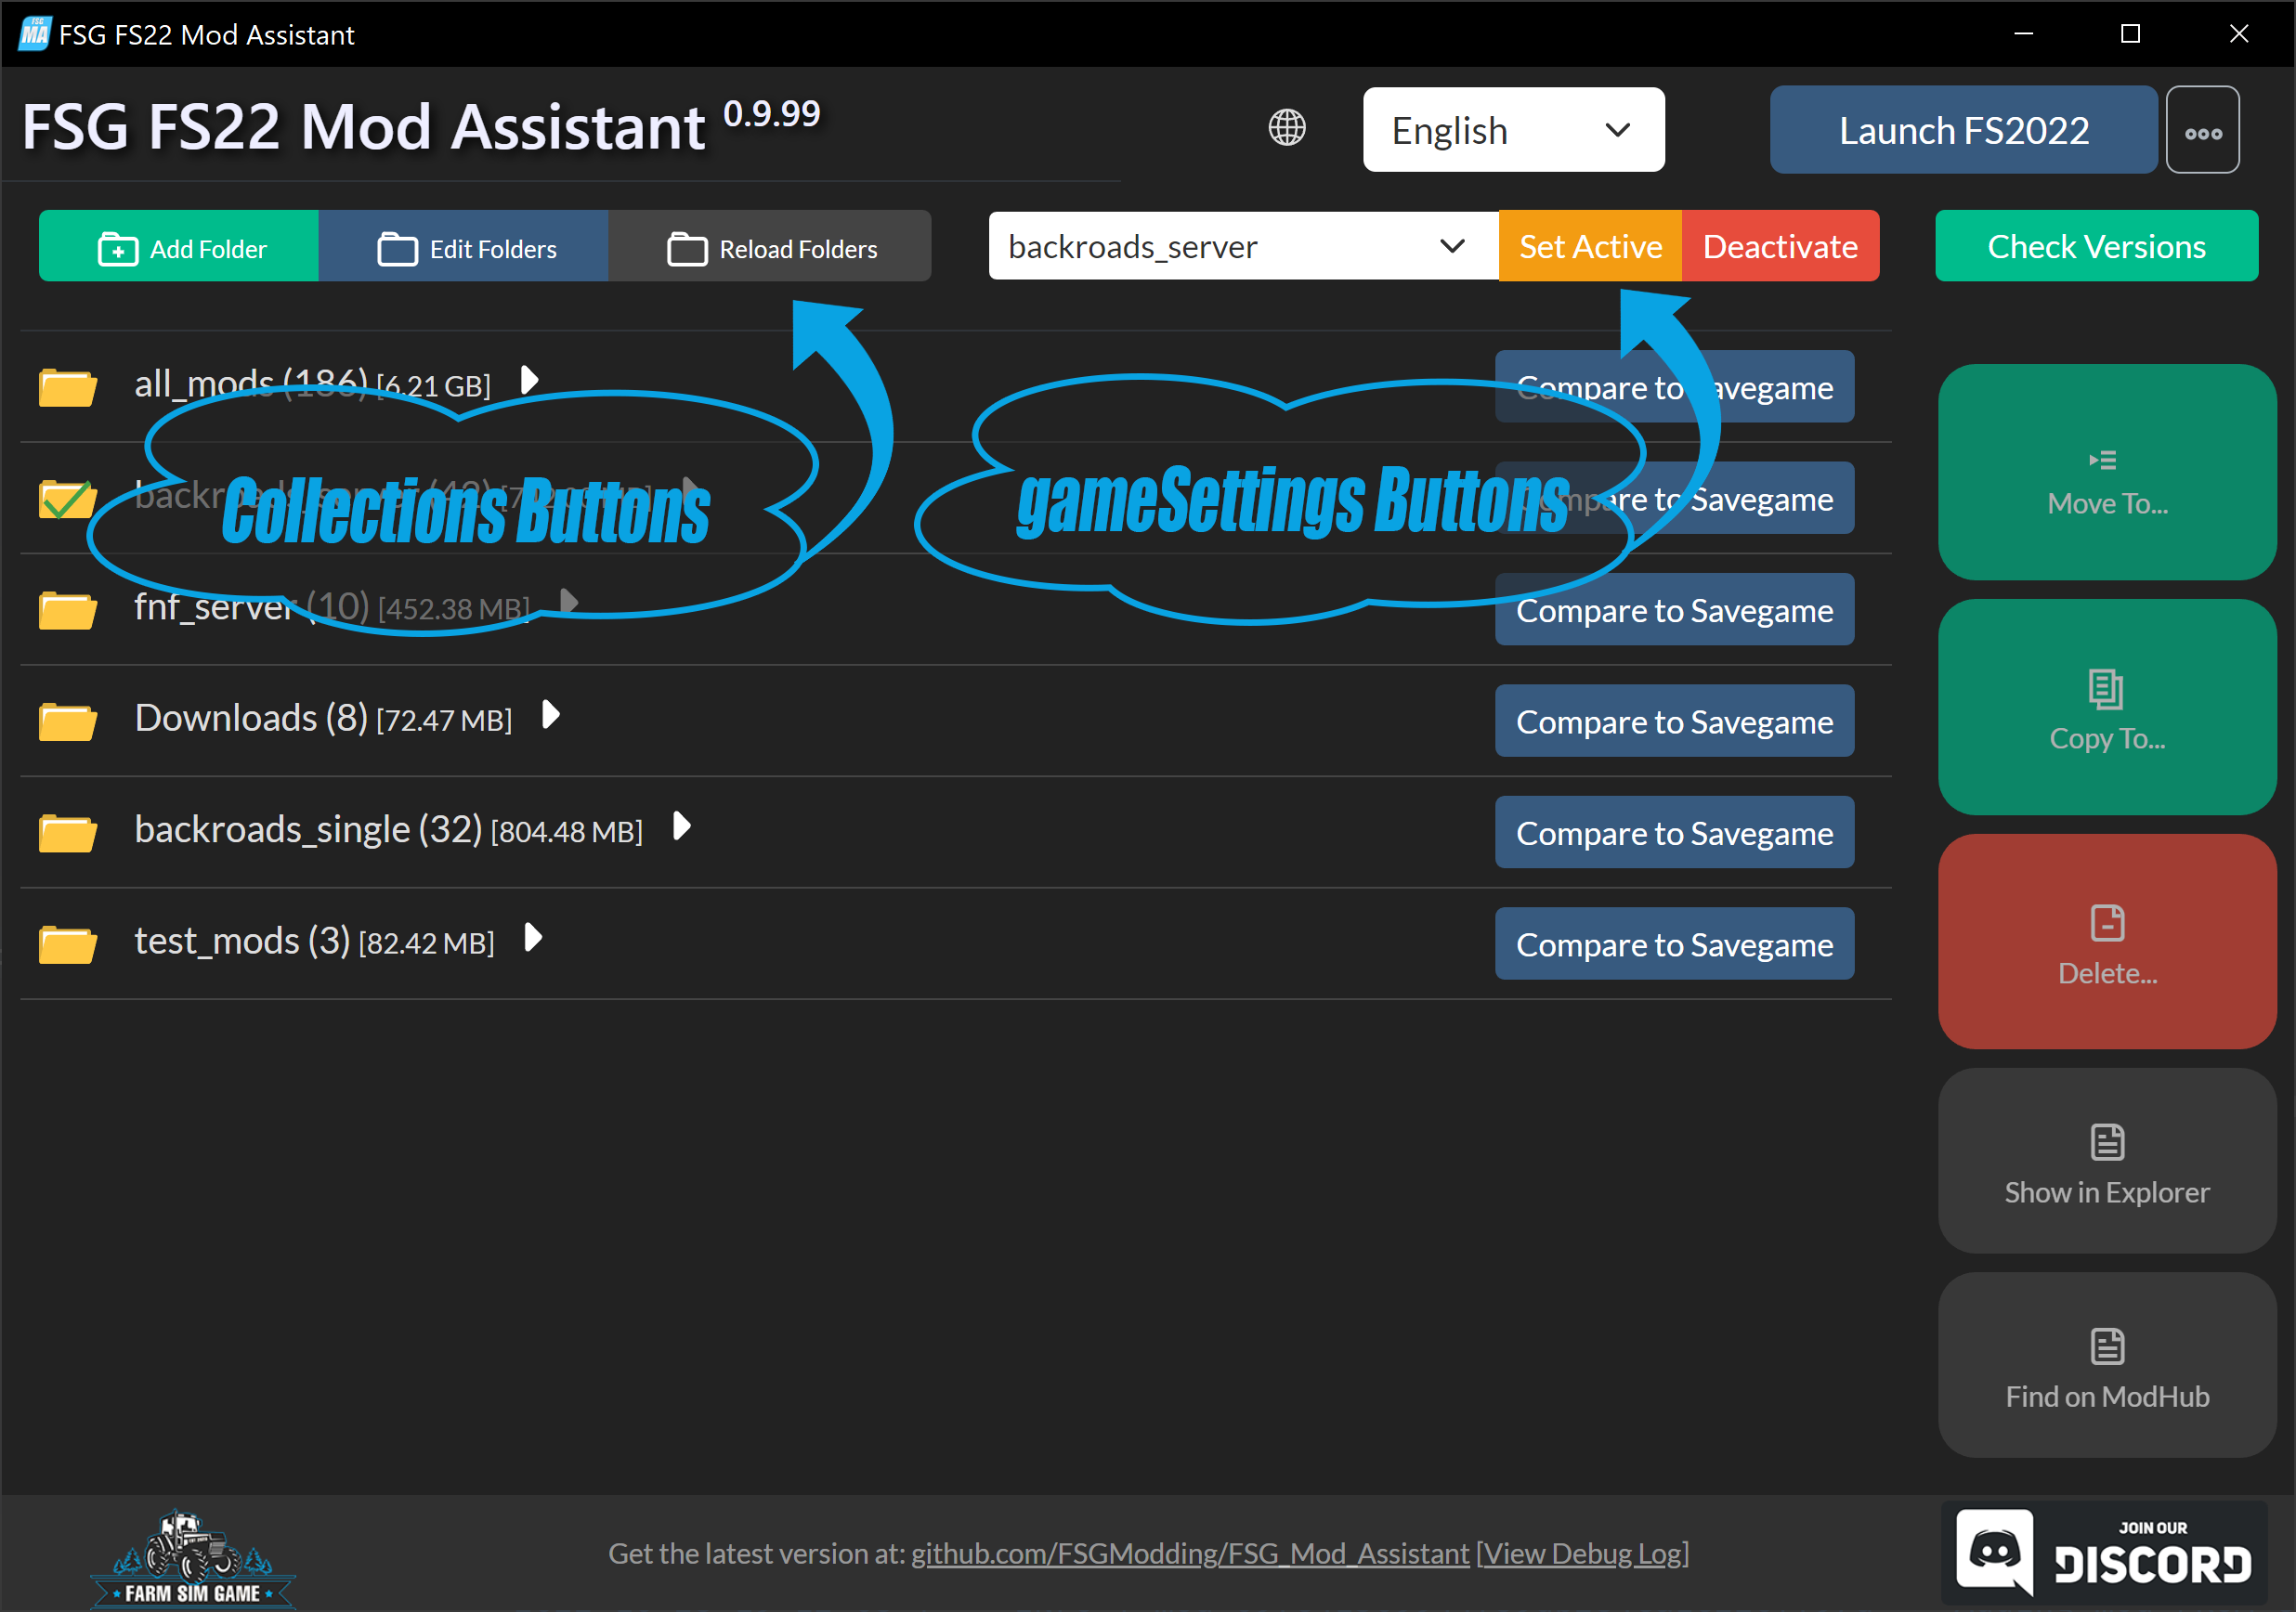 FSG FS22 Mod Assistant
FSG FS22 Mod Assistant 0.9.99
English
Launch FS2022
Add Folder
Edit Folders
Reload Folders
backroads_server
Set Active
Deactivate
Check Versions
all_mods (186) [6.21 GB]
Compare to Savegame
backroads_server (42)
Compare to Savegame
Collections Buttons
gameSettings Buttons
fnf_server (10) [452.38 MB]
Compare to Savegame
Downloads (8) [72.47 MB]
Compare to Savegame
backroads_single (32) [804.48 MB]
Compare to Savegame
test_mods (3) [82.42 MB]
Compare to Savegame
Move To...
Copy To...
Delete...
Show in Explorer
Find on ModHub
FARM SIM GAME
Get the latest version at: github.com/FSGModding/FSG_Mod_Assistant [View Debug Log]
JOIN OUR
DISCORD